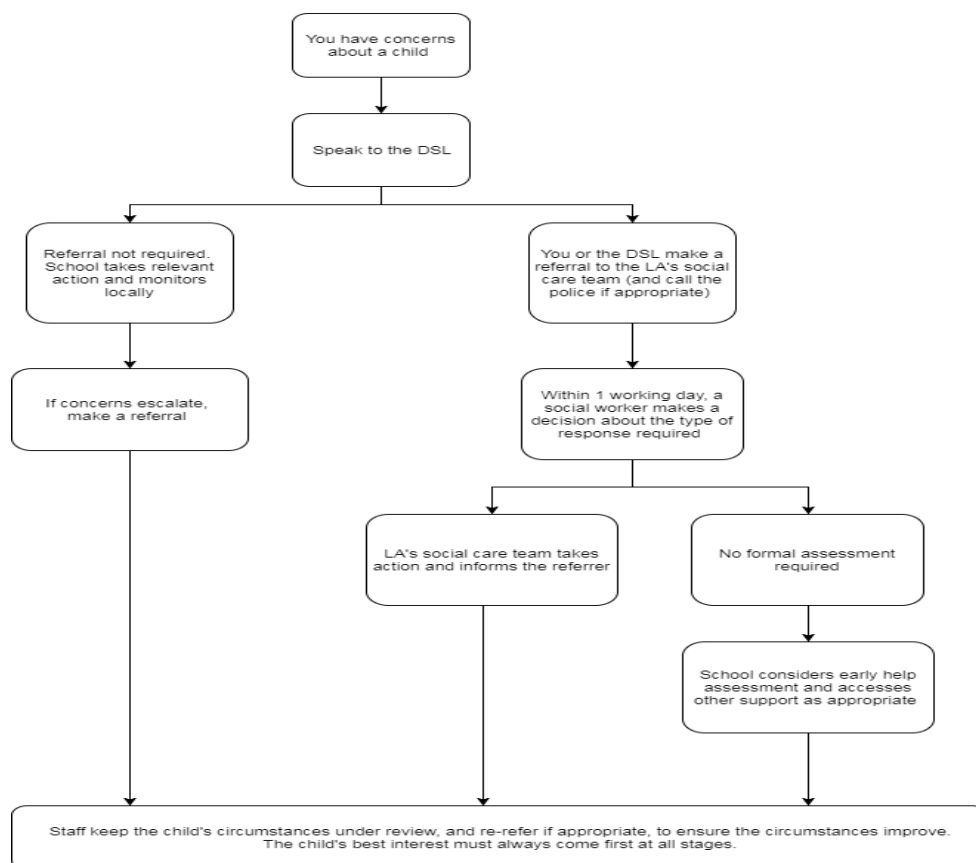 You have concerns
about a child
Speak to the DSL
Referral not required.
School takes relevant
action and monitors
locally
You or the DSL make a
referral to the LA's social
care team (and call the
police if appropriate)
If concerns escalate,
make a referral
Within 1 working day, a
social worker makes a
decision about the type of
response required
LA's social care team takes
action and informs the referrer
No formal assessment
required
School considers early help
assessment and accesses
other support as appropriate
Staff keep the child's circumstances under review, and re-refer if appropriate, to ensure the circumstances improve.
The child's best interest must always come first at all stages.